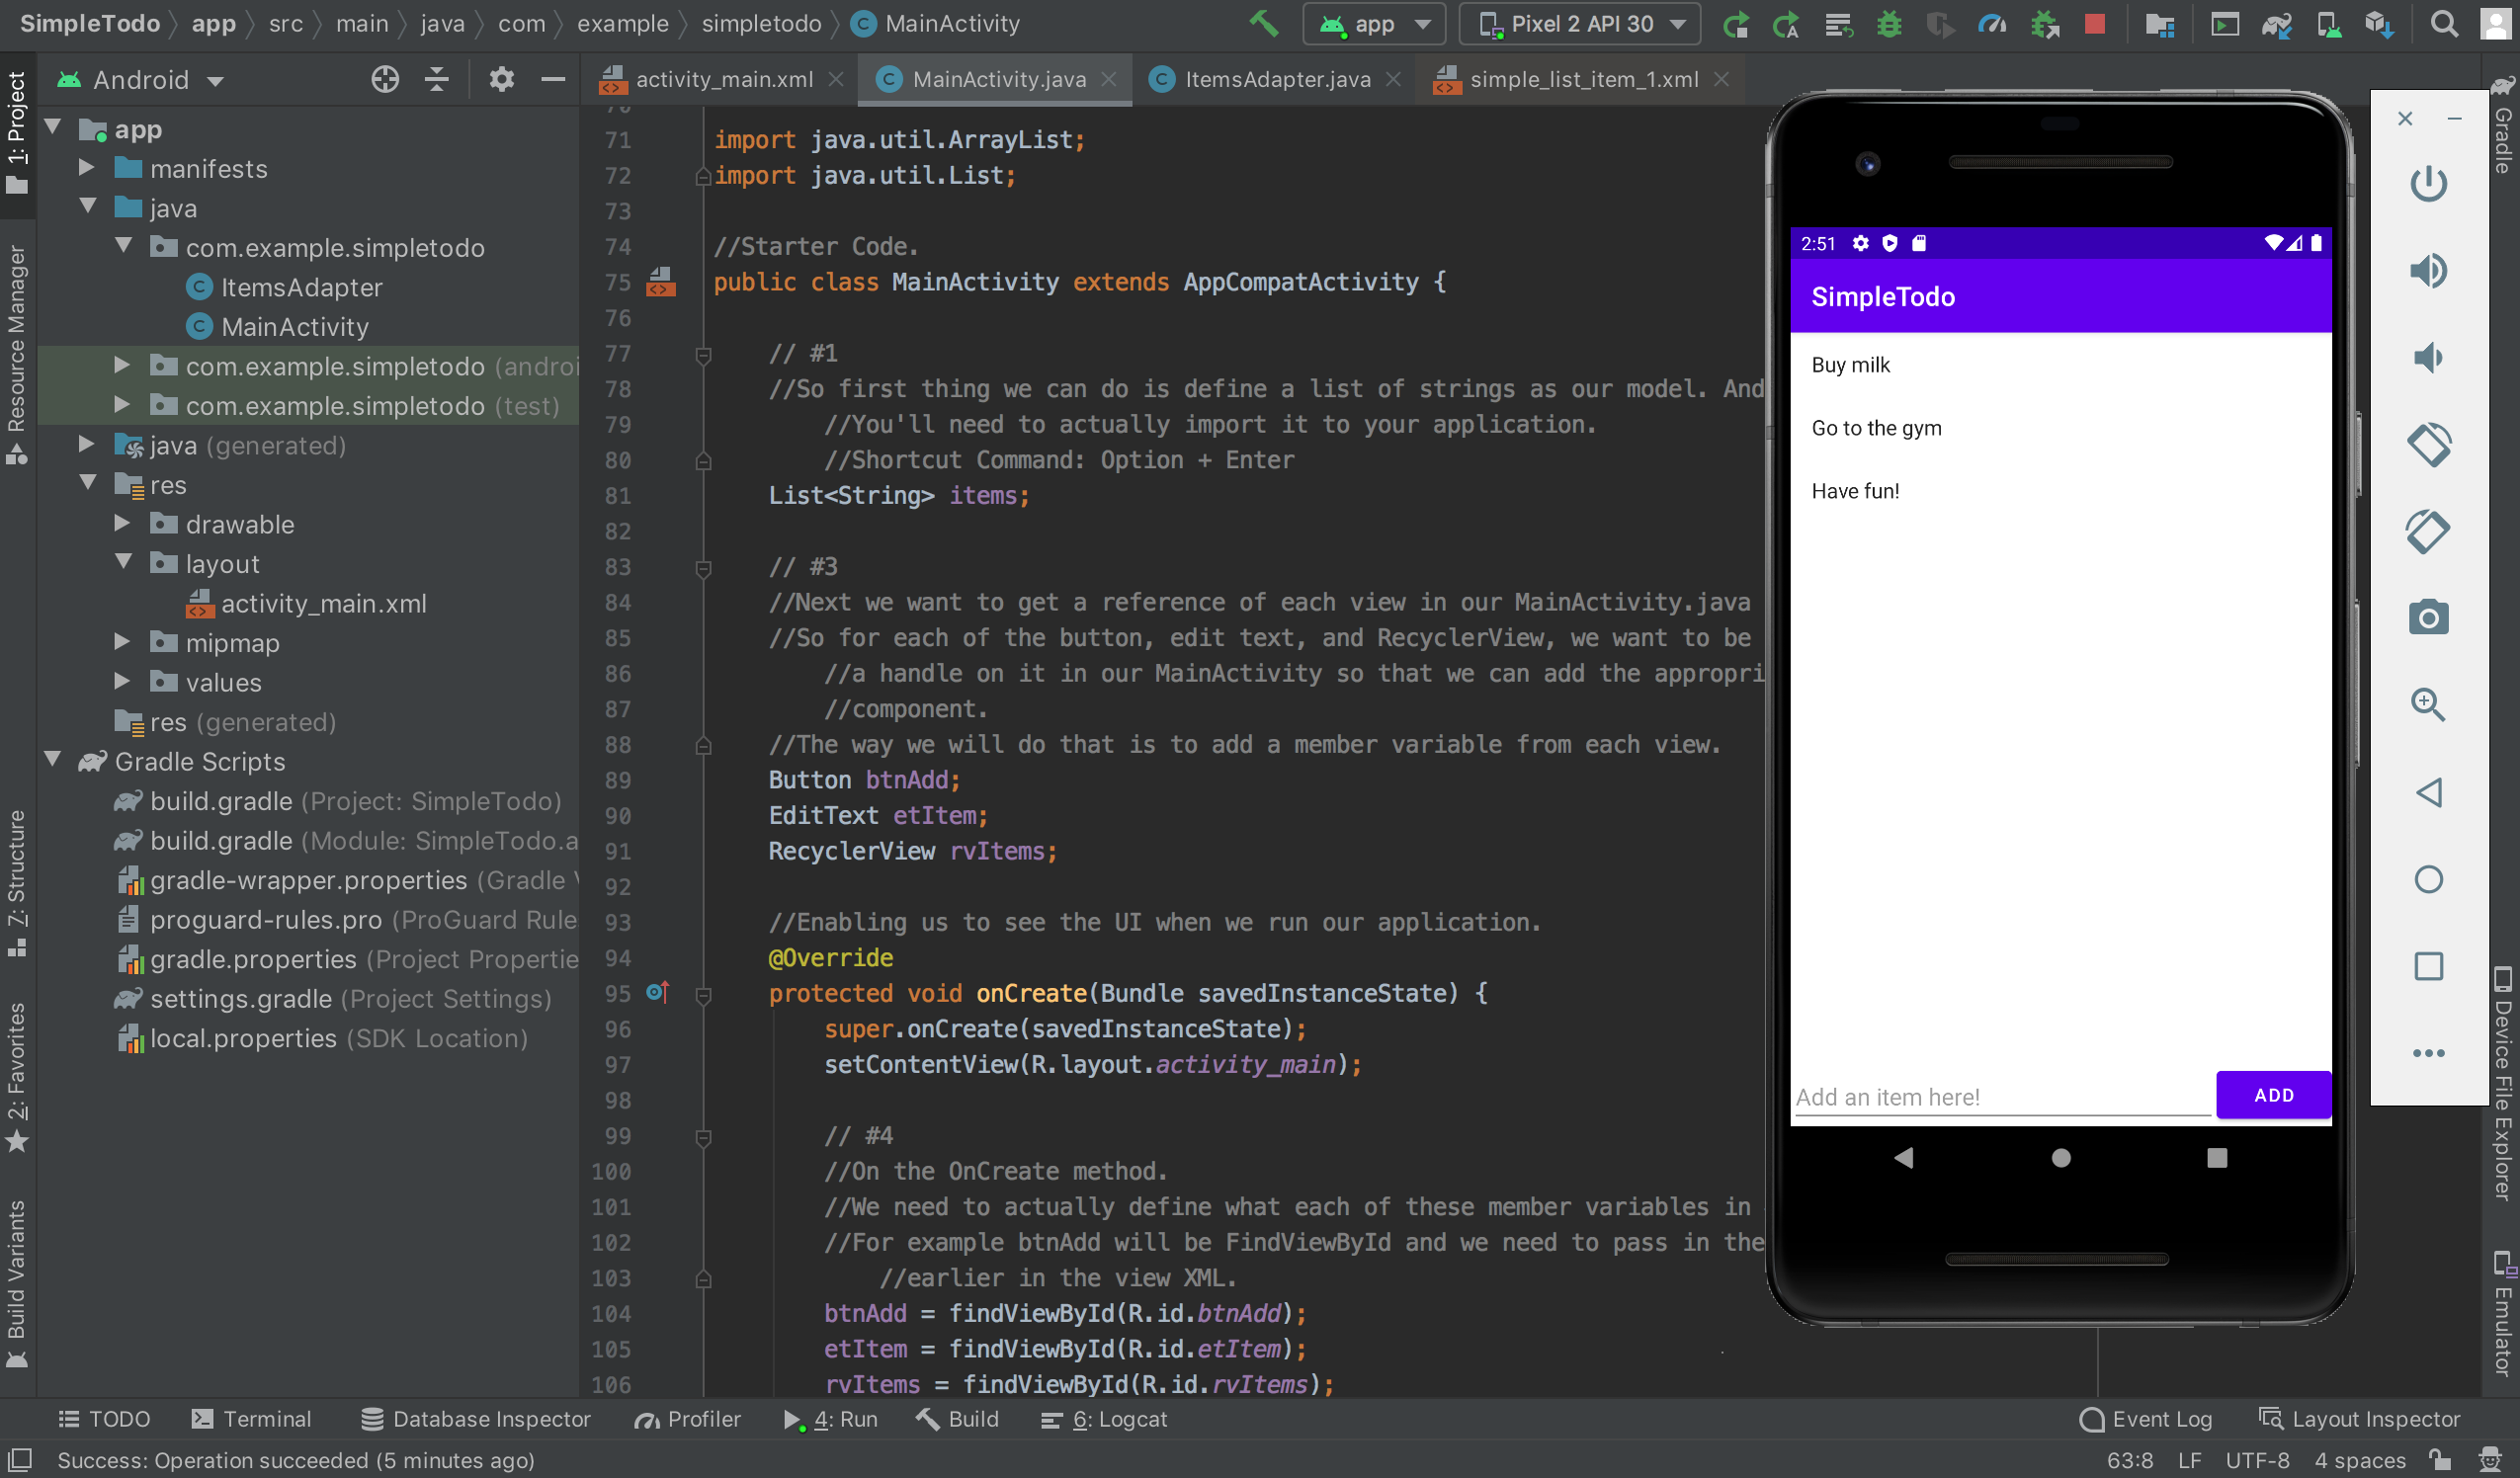 SimpleTodo app src main java com example simpletodo MainActivity
app
Pixel 2 API 30
1: Project
Resource Manager
7: Structure
2: Favorites
Build Variants
Android
app
manifests
java
com.example.simpletodo
ItemsAdapter
MainActivity
com.example.simpletodo (androi
com.example.simpletodo (test)
java (generated)
res
drawable
layout
activity_main.xml
mipmap
values
res (generated)
Gradle Scripts
build.gradle (Project: SimpleTodo)
build.gradle (Module: SimpleTodo.a
gradle-wrapper.properties (Gradle V
proguard-rules.pro (ProGuard Rule
gradle.properties (Project Propertie
settings.gradle (Project Settings)
local.properties (SDK Location)
activity_main.xml MainActivity.java ItemsAdapter.java simple_list_item_1.xml
71 import java.util.ArrayList;
72 import java.util.List;
73
74 //Starter Code.
75 public class MainActivity extends AppCompatActivity {
76
77 // #1
78 //So first thing we can do is define a list of strings as our model. And
79 //You'll need to actually import it to your application.
80 //Shortcut Command: Option + Enter
81 List<String> items;
82
83 // #3
84 //Next we want to get a reference of each view in our MainActivity.java
85 //So for each of the button, edit text, and RecyclerView, we want to be
86 //a handle on it in our MainActivity so that we can add the appropri
87 //component.
88 //The way we will do that is to add a member variable from each view.
89 Button btnAdd;
90 EditText etItem;
91 RecyclerView rvItems;
92
93 //Enabling us to see the UI when we run our application.
94 @Override
95 protected void onCreate(Bundle savedInstanceState) {
96 super.onCreate(savedInstanceState);
97 setContentView(R.layout.activity_main);
98
99 // #4
100 //On the OnCreate method.
101 //We need to actually define what each of these member variables in
102 //For example btnAdd will be FindViewById and we need to pass in the
103 //earlier in the view XML.
104 btnAdd = findViewById(R.id.btnAdd);
105 etItem = findViewById(R.id.etItem);
106 rvItems = findViewById(R.id.rvItems);
2:51
SimpleTodo
Buy milk
Go to the gym
Have fun!
Add an item here!
ADD
Gradle
Device File Explorer
Emulator
TODO Terminal Database Inspector Profiler 4: Run Build 6: Logcat Event Log Layout Inspector
Success: Operation succeeded (5 minutes ago) 63:8 LF UTF-8 4 spaces